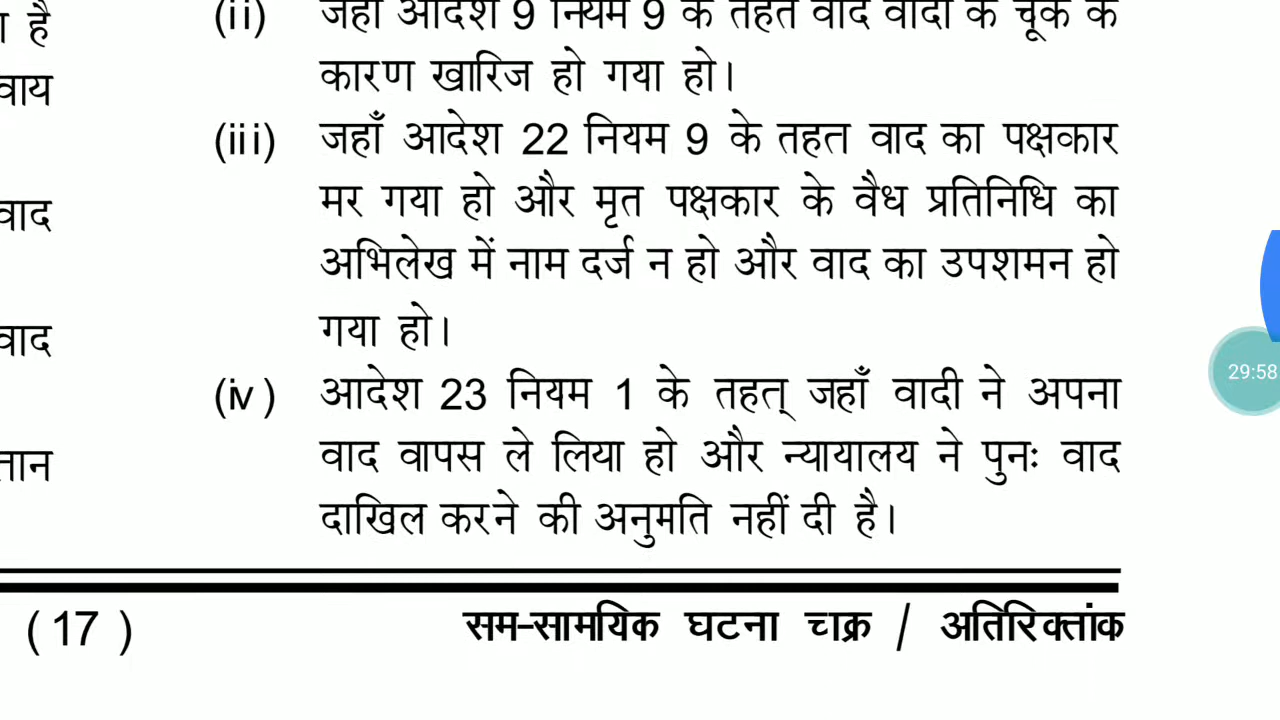 है
(ii) जहाँ आदेश 9 नियम 9 के तहत वाद वादी के चूक के
वाय
कारण खारिज हो गया हो।
(iii) जहाँ आदेश 22 नियम 9 के तहत वाद का पक्षकार
वाद
मर गया हो और मृत पक्षकार के वैध प्रतिनिधि का
अभिलेख में नाम दर्ज न हो और वाद का उपशमन हो
वाद
गया हो।
29:58
(iv) आदेश 23 नियम 1 के तहत् जहाँ वादी ने अपना
तान
वाद वापस ले लिया हो और न्यायालय ने पुनः वाद
दाखिल करने की अनुमति नहीं दी है।
(17) सम-सामयिक घटना चक्र / अतिरिक्तांक